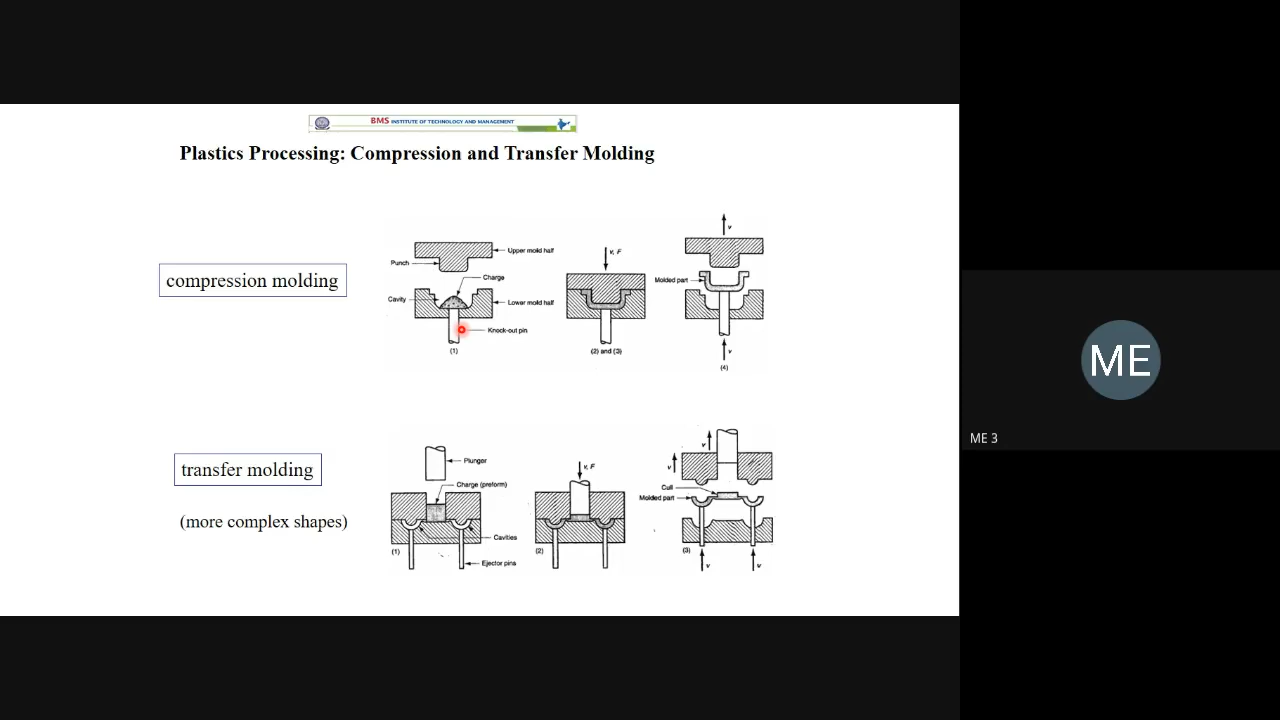 BMS INSTITUTE OF TECHNOLOGY AND MANAGEMENT
Plastics Processing: Compression and Transfer Molding
compression molding
Upper mold half
Punch
Charge
Cavity
Lower mold half
Knock-out pin
(1)
v, F
(2) and (3)
v
Molded part
v
(4)
transfer molding
(more complex shapes)
Plunger
Charge (preform)
Cavities
(1)
Ejector pins
v, F
(2)
v
v
Cull
Molded part
(3)
v
v
ME
ME 3